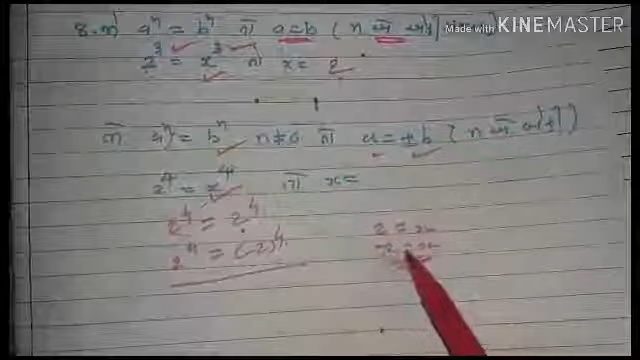 Made with KINEMASTER
8. જો aⁿ = bⁿ તો a = b (n એ એકી સંખ્યા)
2³ = x³ તો x = 2
જો aⁿ = bⁿ n ≠ 0 તો a = ± b (n એ
2⁴ = x⁴ તો x =
2⁴ = 2⁴
2⁴ = (-2)⁴
2 = x
-2 = x